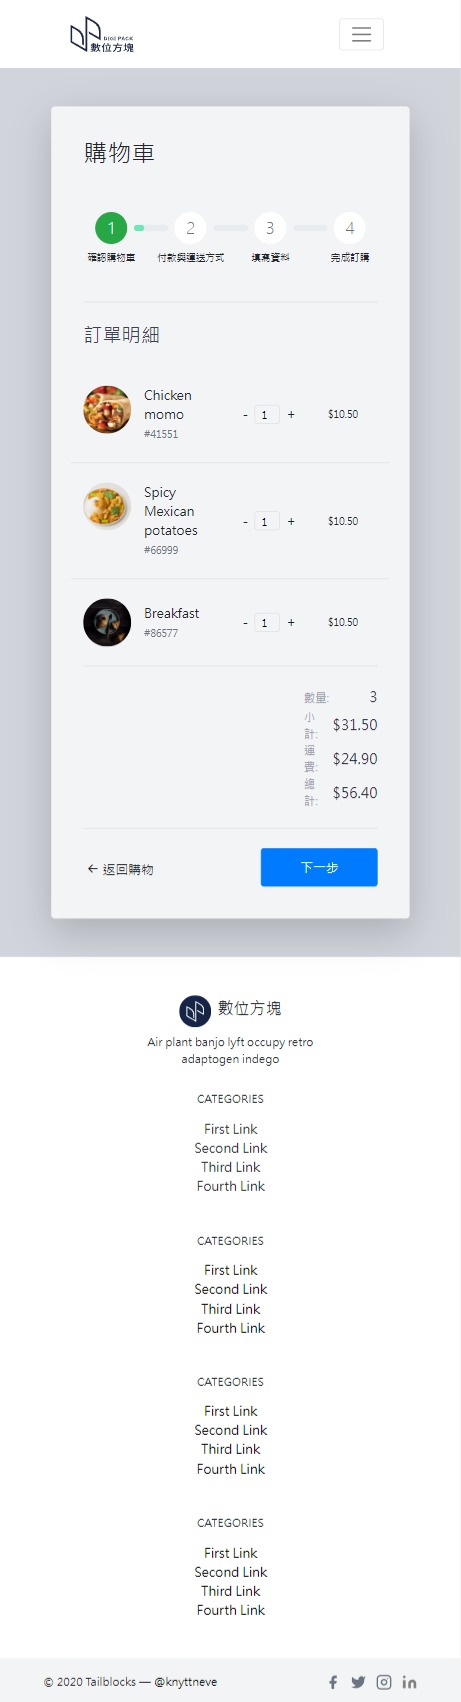 DIGI PACK
數位方塊
購物車
1
2
3
4
確認購物車
付款與運送方式
填寫資料
完成訂購
訂單明細
Chicken
momo
#41551
- 1 +
$10.50
Spicy
Mexican
potatoes
#66999
- 1 +
$10.50
Breakfast
#86577
- 1 +
$10.50
數量: 3
小
計: $31.50
運
費: $24.90
總
計: $56.40
← 返回購物
下一步
數位方塊
Air plant banjo lyft occupy retro
adaptogen indego
CATEGORIES
First Link
Second Link
Third Link
Fourth Link
CATEGORIES
First Link
Second Link
Third Link
Fourth Link
CATEGORIES
First Link
Second Link
Third Link
Fourth Link
CATEGORIES
First Link
Second Link
Third Link
Fourth Link
© 2020 Tailblocks — @knyttneve